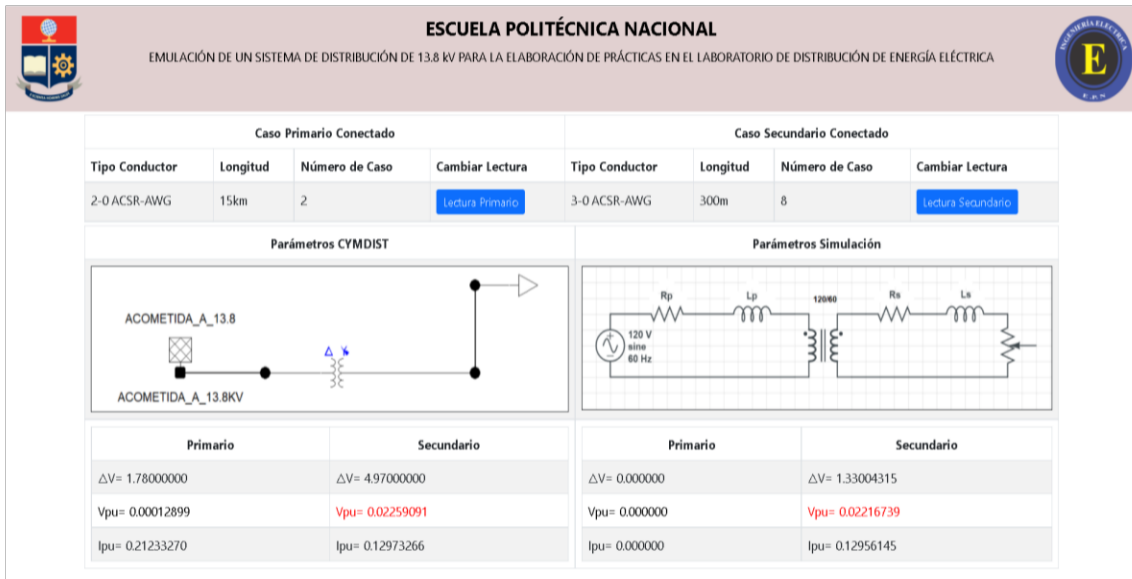 ESCUELA POLITÉCNICA NACIONAL
EMULACIÓN DE UN SISTEMA DE DISTRIBUCIÓN DE 13.8 kV PARA LA ELABORACIÓN DE PRÁCTICAS EN EL LABORATORIO DE DISTRIBUCIÓN DE ENERGÍA ELÉCTRICA
INGENIERÍA ELECTRICA
E
E.P.N
Caso Primario Conectado
Caso Secundario Conectado
Tipo Conductor Longitud Número de Caso Cambiar Lectura Tipo Conductor Longitud Número de Caso Cambiar Lectura
2-0 ACSR-AWG 15km 2 Lectura Primario 3-0 ACSR-AWG 300m 8 Lectura Secundario
Parámetros CYMDIST
Parámetros Simulación
ACOMETIDA_A_13.8
ACOMETIDA_A_13.8KV
Rp Lp 120/60 Rs Ls
120 V
sine
60 Hz
Primario Secundario Primario Secundario
△V= 1.78000000 △V= 4.97000000 △V= 0.000000 △V= 1.33004315
Vpu= 0.00012899 Vpu= 0.02259091 Vpu= 0.000000 Vpu= 0.02216739
Ipu= 0.21233270 Ipu= 0.12973266 Ipu= 0.000000 Ipu= 0.12956145